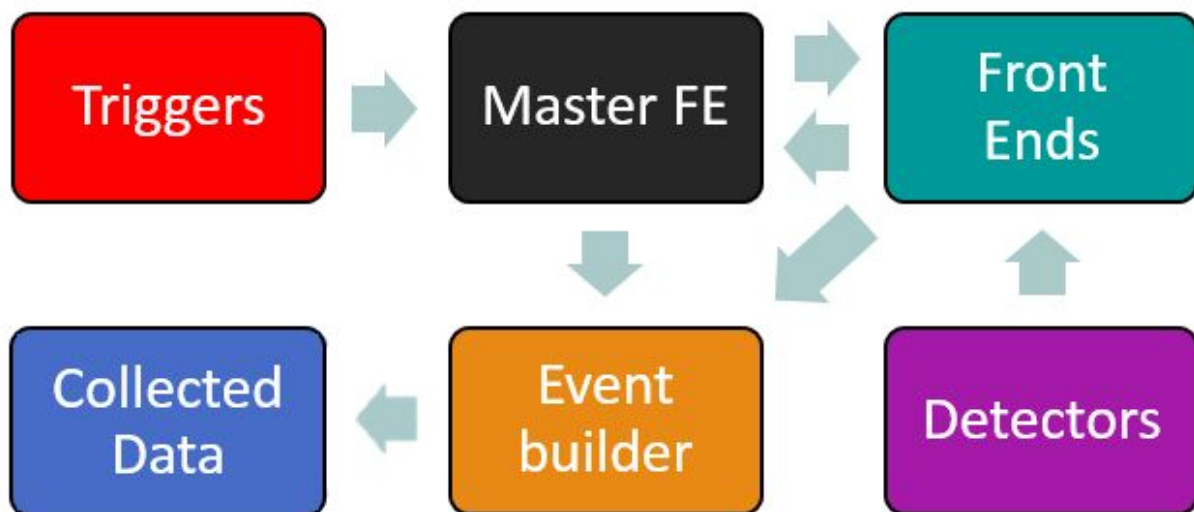 Triggers
Master FE
Front
Ends
Collected
Data
Event
builder
Detectors